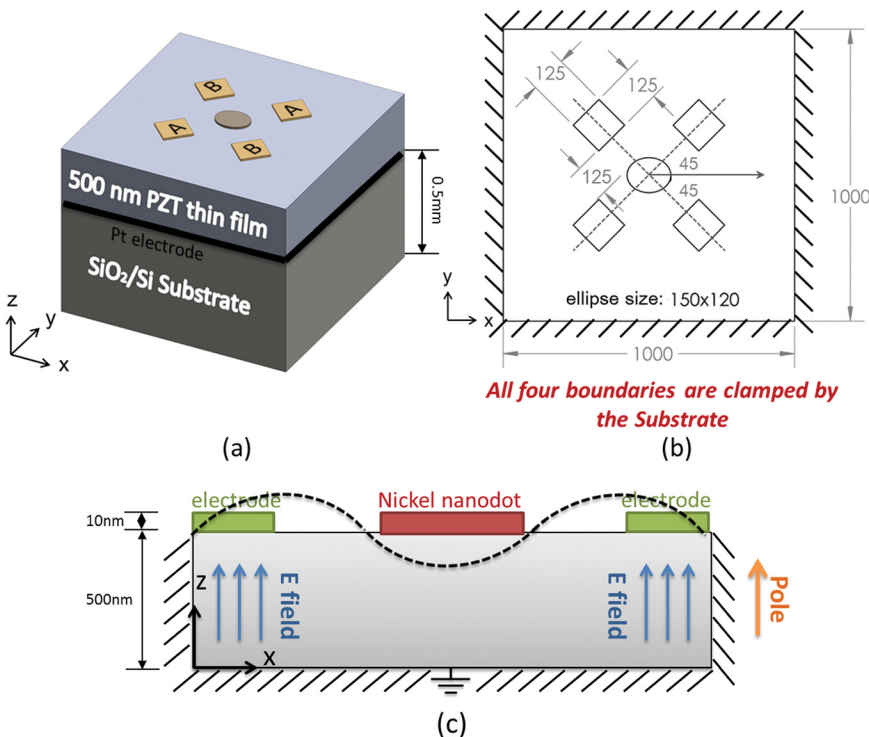 B
A
A
B
500 nm PZT thin film
Pt electrode
SiO₂/Si Substrate
0.5mm
z
y
x
(a)
125
125
125
45
45
1000
ellipse size: 150x120
y
x
1000
All four boundaries are clamped by
the Substrate
(b)
electrode
Nickel nanodot
electrode
10nm
500nm
Z
E field
E field
Pole
X
(c)